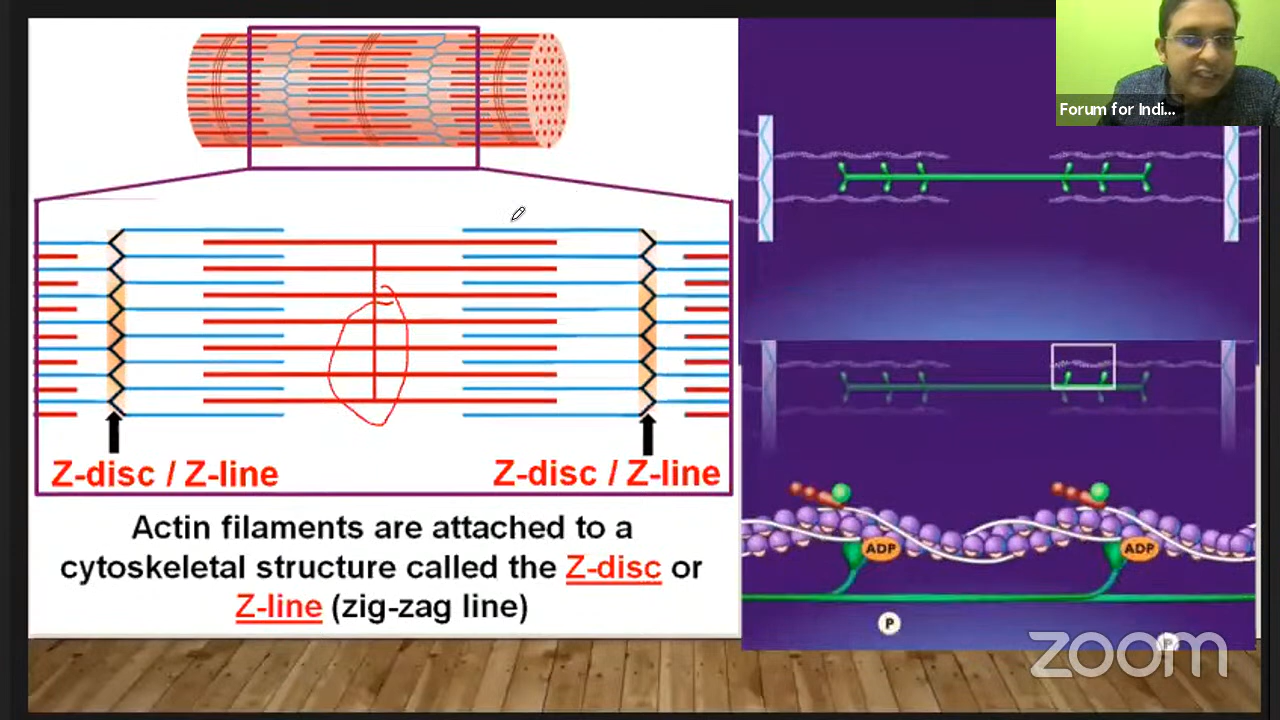 Forum for Indi...
Z-disc / Z-line
Z-disc / Z-line
Actin filaments are attached to a
cytoskeletal structure called the Z-disc or
Z-line (zig-zag line)
ADP
ADP
P
P
zoom